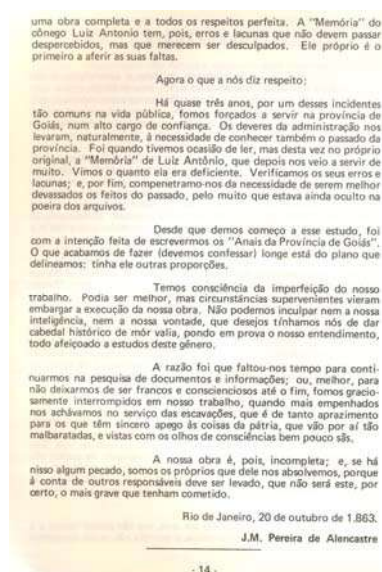 uma obra completa e a todos os respeitos perfeita. A "Memória" do
cônego Luiz Antonio tem, pois, erros e lacunas que não devem passar
despercebidos, mas que merecem ser desculpados. Ele próprio é o
primeiro a aferir as suas faltas.
Agora o que a nós diz respeito:
Há quase três anos, por um desses incidentes
tão comuns na vida pública, fomos forçados a servir na província de
Goiás, num alto cargo de confiança. Os deveres da administração nos
levaram, naturalmente, à necessidade de conhecer também o passado da
província. Foi quando tivemos ocasião de ler, mas desta vez no próprio
original, a "Memória" de Luiz Antônio, que depois nos veio a servir de
muito. Vimos o quanto ela era deficiente. Verificamos os seus erros e
lacunas; e, por fim, compenetramo-nos da necessidade de serem melhor
devassados os feitos do passado, pelo muito que estava ainda oculto na
poeira dos arquivos.
Desde que demos começo a esse estudo, foi
com a intenção feita de escrevermos os "Anais da Província de Goiás".
O que acabamos de fazer (devemos confessar) longe está do plano que
delineamos: tinha ele outras proporções.
Temos consciência da imperfeição do nosso
trabalho. Podia ser melhor, mas circunstâncias supervenientes vieram
embargar a execução da nossa obra. Não podemos inculpar nem a nossa
inteligência, nem a nossa vontade, que desejos tínhamos nós de dar
cabedal histórico de mór valia, pondo em prova o nosso entendimento,
todo afeiçoado a estudos deste gênero.
A razão foi que faltou-nos tempo para conti-
nuarmos na pesquisa de documentos e informações; ou, melhor, para
não deixarmos de ser francos e conscienciosos até o fim, fomos gracio-
samente interrompidos em nosso trabalho, quando mais empenhados
nos achávamos no serviço das escavações, que é de tanto aprazimento
para os que têm sincero apego às coisas da pátria, que vão por aí tão
malbaratadas, e vistas com os olhos de consciências bem pouco sãs.
A nossa obra é, pois, incompleta; e, se há
nisso algum pecado, somos os próprios que dele nos absolvemos, porque
à conta de outros responsáveis deve ser levado, que não será este, por
certo, o mais grave que tenham cometido.
Rio de Janeiro, 20 de outubro de 1.863.
J.M. Pereira de Alencastre
- 14 -